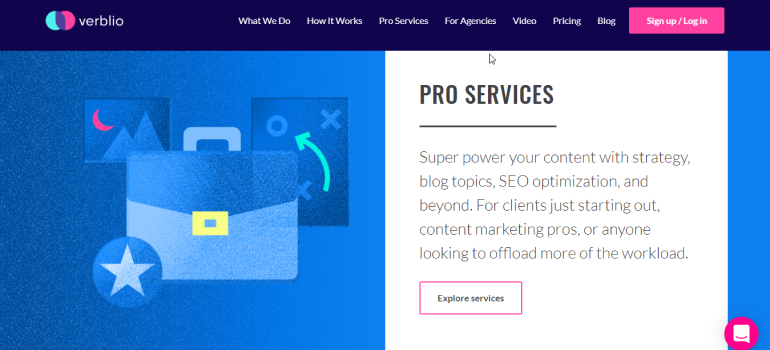 verblio
What We Do
How It Works
Pro Services
For Agencies
Video
Pricing
Blog
Sign up / Log In
PRO SERVICES
Super power your content with strategy,
blog topics, SEO optimization, and
beyond. For clients just starting out,
content marketing pros, or anyone
looking to offload more of the workload.
Explore services